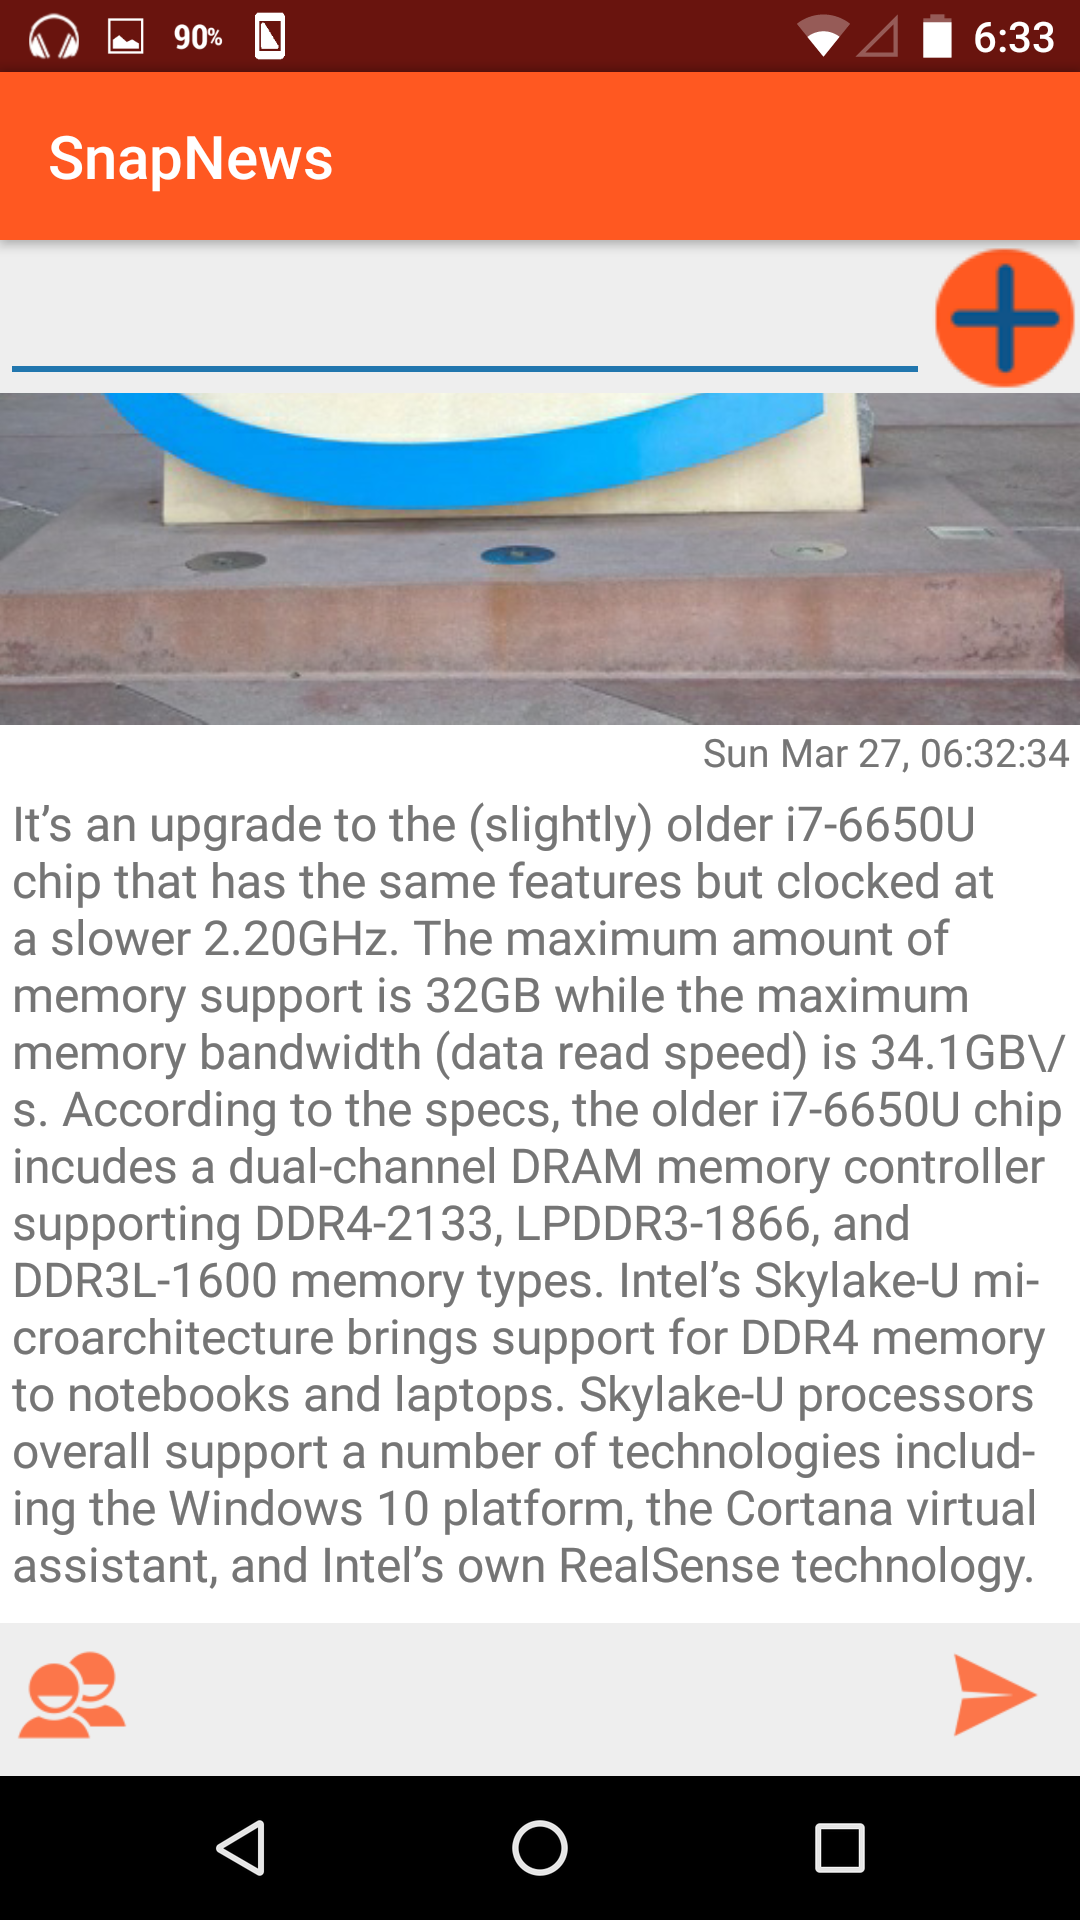 90%
6:33
SnapNews
Sun Mar 27, 06:32:34
It’s an upgrade to the (slightly) older i7-6650U
chip that has the same features but clocked at
a slower 2.20GHz. The maximum amount of
memory support is 32GB while the maximum
memory bandwidth (data read speed) is 34.1GB\/
s. According to the specs, the older i7-6650U chip
incudes a dual-channel DRAM memory controller
supporting DDR4-2133, LPDDR3-1866, and
DDR3L-1600 memory types. Intel’s Skylake-U mi-
croarchitecture brings support for DDR4 memory
to notebooks and laptops. Skylake-U processors
overall support a number of technologies includ-
ing the Windows 10 platform, the Cortana virtual
assistant, and Intel’s own RealSense technology.